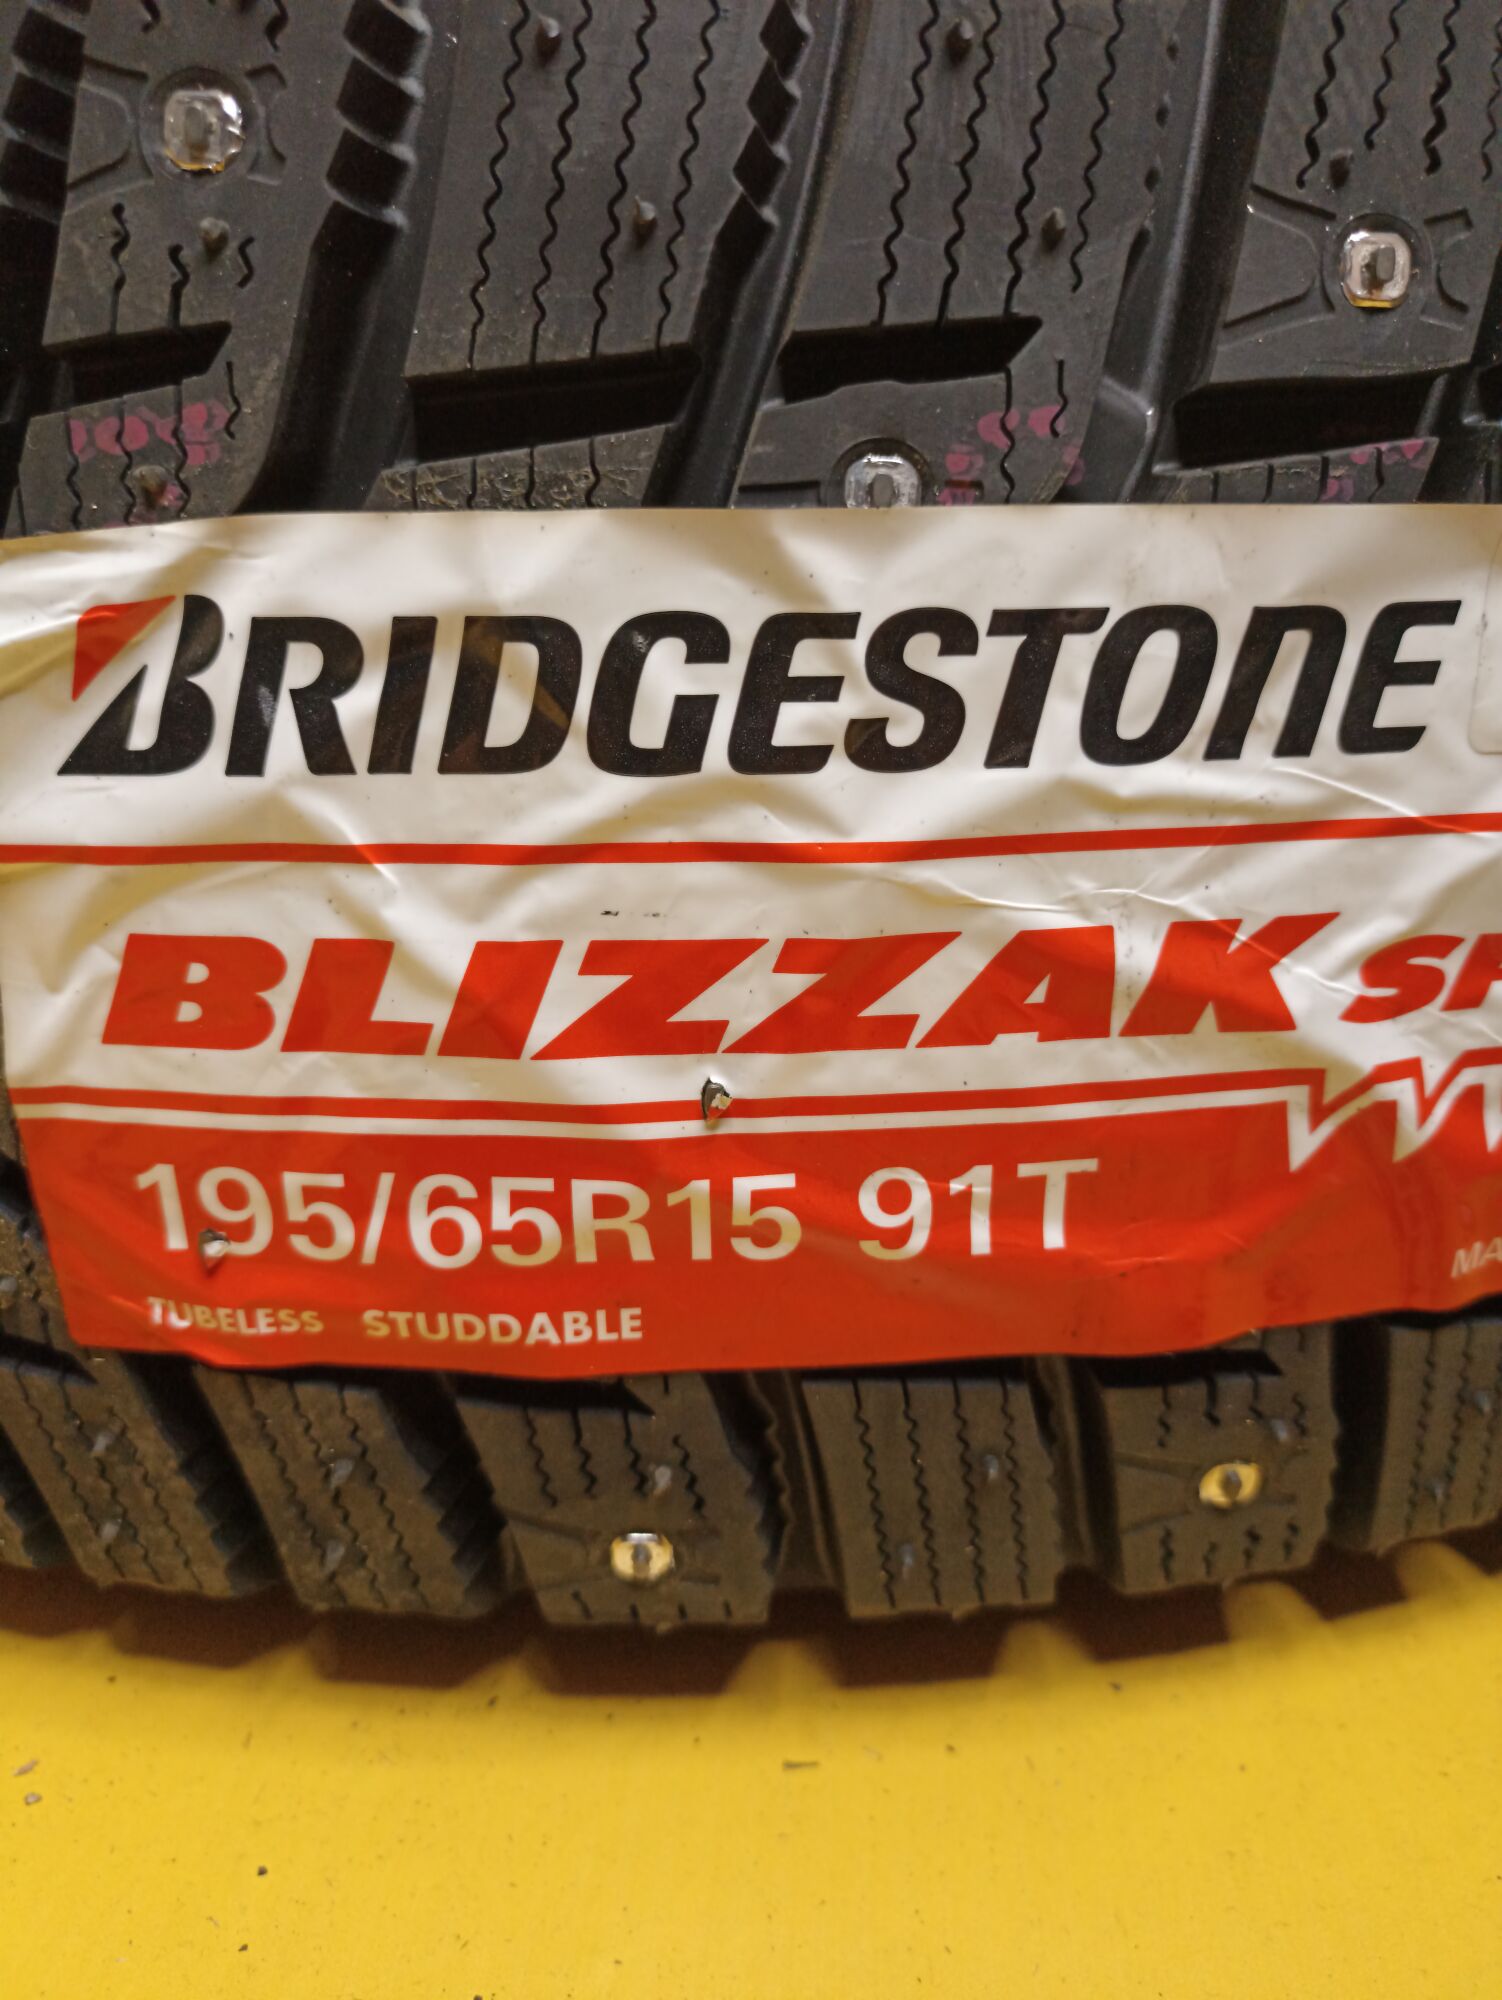 BRIDGESTONE
BLIZZAK
195/65R15 91T
TUBELESS STUDDABLE